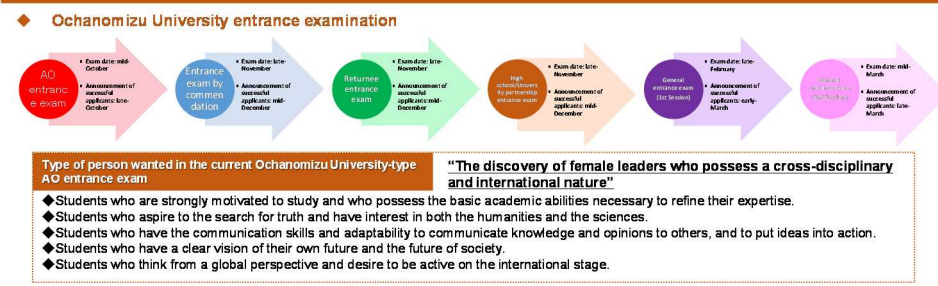 ◆ Ochanomizu University entrance examination
AO
entranc
e exam
• Exam date: mid-
October
• Announcement of
successful
applicants: late-
October
Entrance
exam by
commen
dation
• Exam date: late-
November
• Announcement of
successful
applicants: mid-
December
Returnee
entrance
exam
• Exam date: late-
November
• Announcement of
successful
applicants: mid-
December
High
school/Univers
ity partnership
entrance exam
• Exam date: late-
November
• Announcement of
successful
applicants: mid-
December
General
entrance exam
(1st Session)
• Exam date: late-
February
• Announcement of
successful
applicants: early-
March
• Exam date: mid-
March
• Announcement of
successful
applicants: late-
March
Type of person wanted in the current Ochanomizu University-type
AO entrance exam
“The discovery of female leaders who possess a cross-disciplinary
and international nature”
◆Students who are strongly motivated to study and who possess the basic academic abilities necessary to refine their expertise.
◆Students who aspire to the search for truth and have interest in both the humanities and the sciences.
◆Students who have the communication skills and adaptability to communicate knowledge and opinions to others, and to put ideas into action.
◆Students who have a clear vision of their own future and the future of society.
◆Students who think from a global perspective and desire to be active on the international stage.